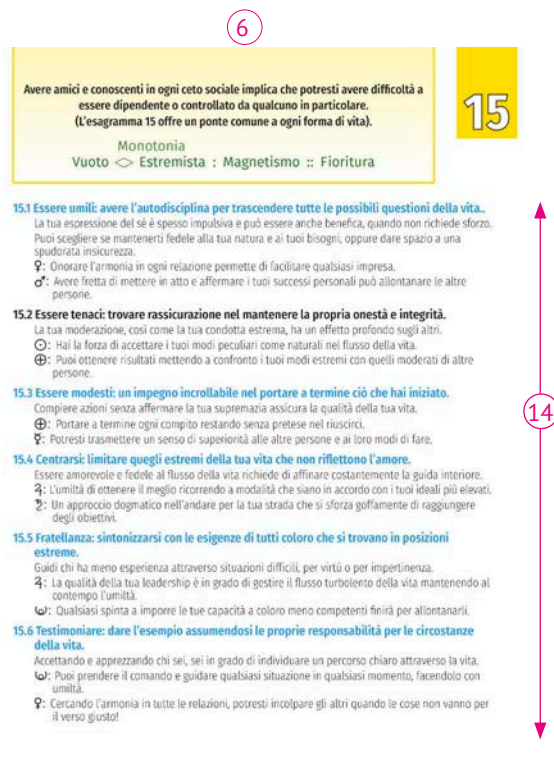 6
Avere amici e conoscenti in ogni ceto sociale implica che potresti avere difficoltà a
essere dipendente o controllato da qualcuno in particolare.
(L'esagramma 15 offre un ponte comune a ogni forma di vita).
15
Monotonia
Vuoto <> Estremista : Magnetismo :: Fioritura
15.1 Essere umili: avere l'autodisciplina per trascendere tutte le possibili questioni della vita..
La tua espressione del sé è spesso impulsiva e può essere anche benefica, quando non richiede sforzo.
Puoi scegliere se mantenerti fedele alla tua natura e ai tuoi bisogni, oppure dare spazio a una
spudorata insicurezza.
♀: Onorare l'armonia in ogni relazione permette di facilitare qualsiasi impresa.
♂: Avere fretta di mettere in atto e affermare i tuoi successi personali può allontanare le altre
persone.
15.2 Essere tenaci: trovare rassicurazione nel mantenere la propria onestà e integrità.
La tua moderazione, così come la tua condotta estrema, ha un effetto profondo sugli altri.
☉: Hai la forza di accettare i tuoi modi peculiari come naturali nel flusso della vita.
⊕: Puoi ottenere risultati mettendo a confronto i tuoi modi estremi con quelli moderati di altre
persone.
15.3 Essere modesti: un impegno incrollabile nel portare a termine ciò che hai iniziato.
Compiere azioni senza affermare la tua supremazia assicura la qualità della tua vita.
⊕: Portare a termine ogni compito restando senza pretese nel riuscirci.
☿: Potresti trasmettere un senso di superiorità alle altre persone e ai loro modi di fare.
14
15.4 Centrarsi: limitare quegli estremi della tua vita che non riflettono l'amore.
Essere amorevole e fedele al flusso della vita richiede di affinare costantemente la guida interiore.
♃: L'umiltà di ottenere il meglio ricorrendo a modalità che siano in accordo con i tuoi ideali più elevati.
♄: Un approccio dogmatico nell'andare per la tua strada che si sforza goffamente di raggiungere
degli obiettivi.
15.5 Fratellanza: sintonizzarsi con le esigenze di tutti coloro che si trovano in posizioni
estreme.
Guidi chi ha meno esperienza attraverso situazioni difficili, per virtù o per impertinenza.
♃: La qualità della tua leadership è in grado di gestire il flusso turbolento della vita mantenendo al
contempo l'umiltà.
: Qualsiasi spinta a imporre le tue capacità a coloro meno competenti finirà per allontanarli.
15.6 Testimoniare: dare l'esempio assumendosi le proprie responsabilità per le circostanze
della vita.
Accettando e apprezzando chi sei, sei in grado di individuare un percorso chiaro attraverso la vita.
: Puoi prendere il comando e guidare qualsiasi situazione in qualsiasi momento, facendolo con
umiltà.
♀: Cercando l'armonia in tutte le relazioni, potresti incolpare gli altri quando le cose non vanno per
il verso giusto!